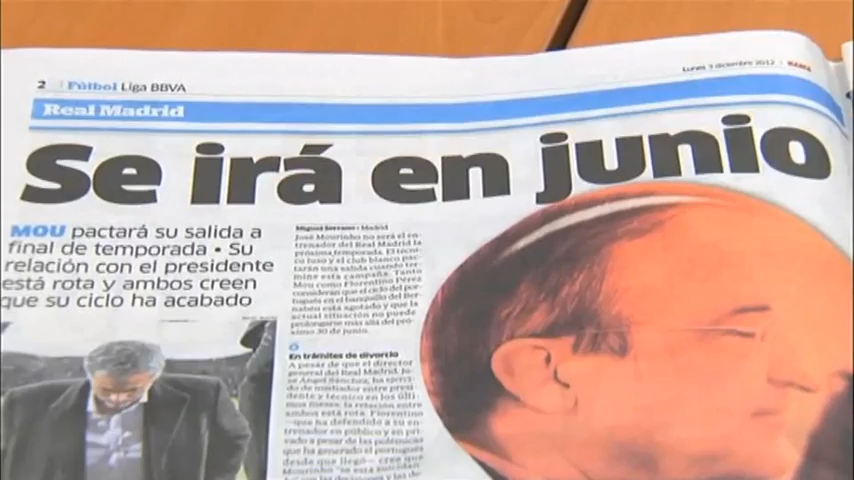 2 Fútbol Liga BBVA
Lunes 3 diciembre 2012 MARCA
Real Madrid
Se irá en junio
MOU pactará su salida a
final de temporada • Su
relación con el presidente
está rota y ambos creen
que su ciclo ha acabado
Miguel Serrano • Madrid
José Mourinho no será el en-
trenador del Real Madrid la
próxima temporada. El técni-
co luso y el club blanco pac-
tarán una salida cuando ter-
mine esta campaña. Tanto
Mou como Florentino Pérez
consideran que el ciclo del por-
tugués en el banquillo del Ber-
nabéu está agotado y que la
actual situación no puede
prolongarse más allá del pró-
ximo 30 de junio.
En trámites de divorcio
A pesar de que el director
general del Real Madrid,
José Ángel Sánchez, ha ejerci-
do de mediador entre presi-
dente y técnico en los últi-
mos meses, la relación entre
ambos está rota. Florentino
—que ha defendido a su en-
trenador en público y en pri-
vado a pesar de las polémicas
que ha generado el portugués
desde que llegó— cree que
Mourinho "se está suicidan-